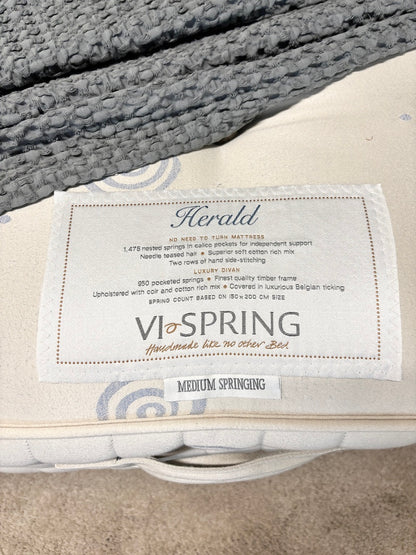 Herald
NO NEED TO TURN MATTRESS
1,476 nested springs in calico pockets for independent support
Needle teased hair • Superior soft cotton rich mix
Two rows of hand side-stitching
LUXURY DIVAN
950 pocketed springs • Finest quality timber frame
Upholstered with coir and cotton rich mix • Covered in luxurious Belgian ticking
SPRING COUNT BASED ON 150 x 200 CM SIZE
VI-SPRING
Handmade like no other Bed
MEDIUM SPRINGING